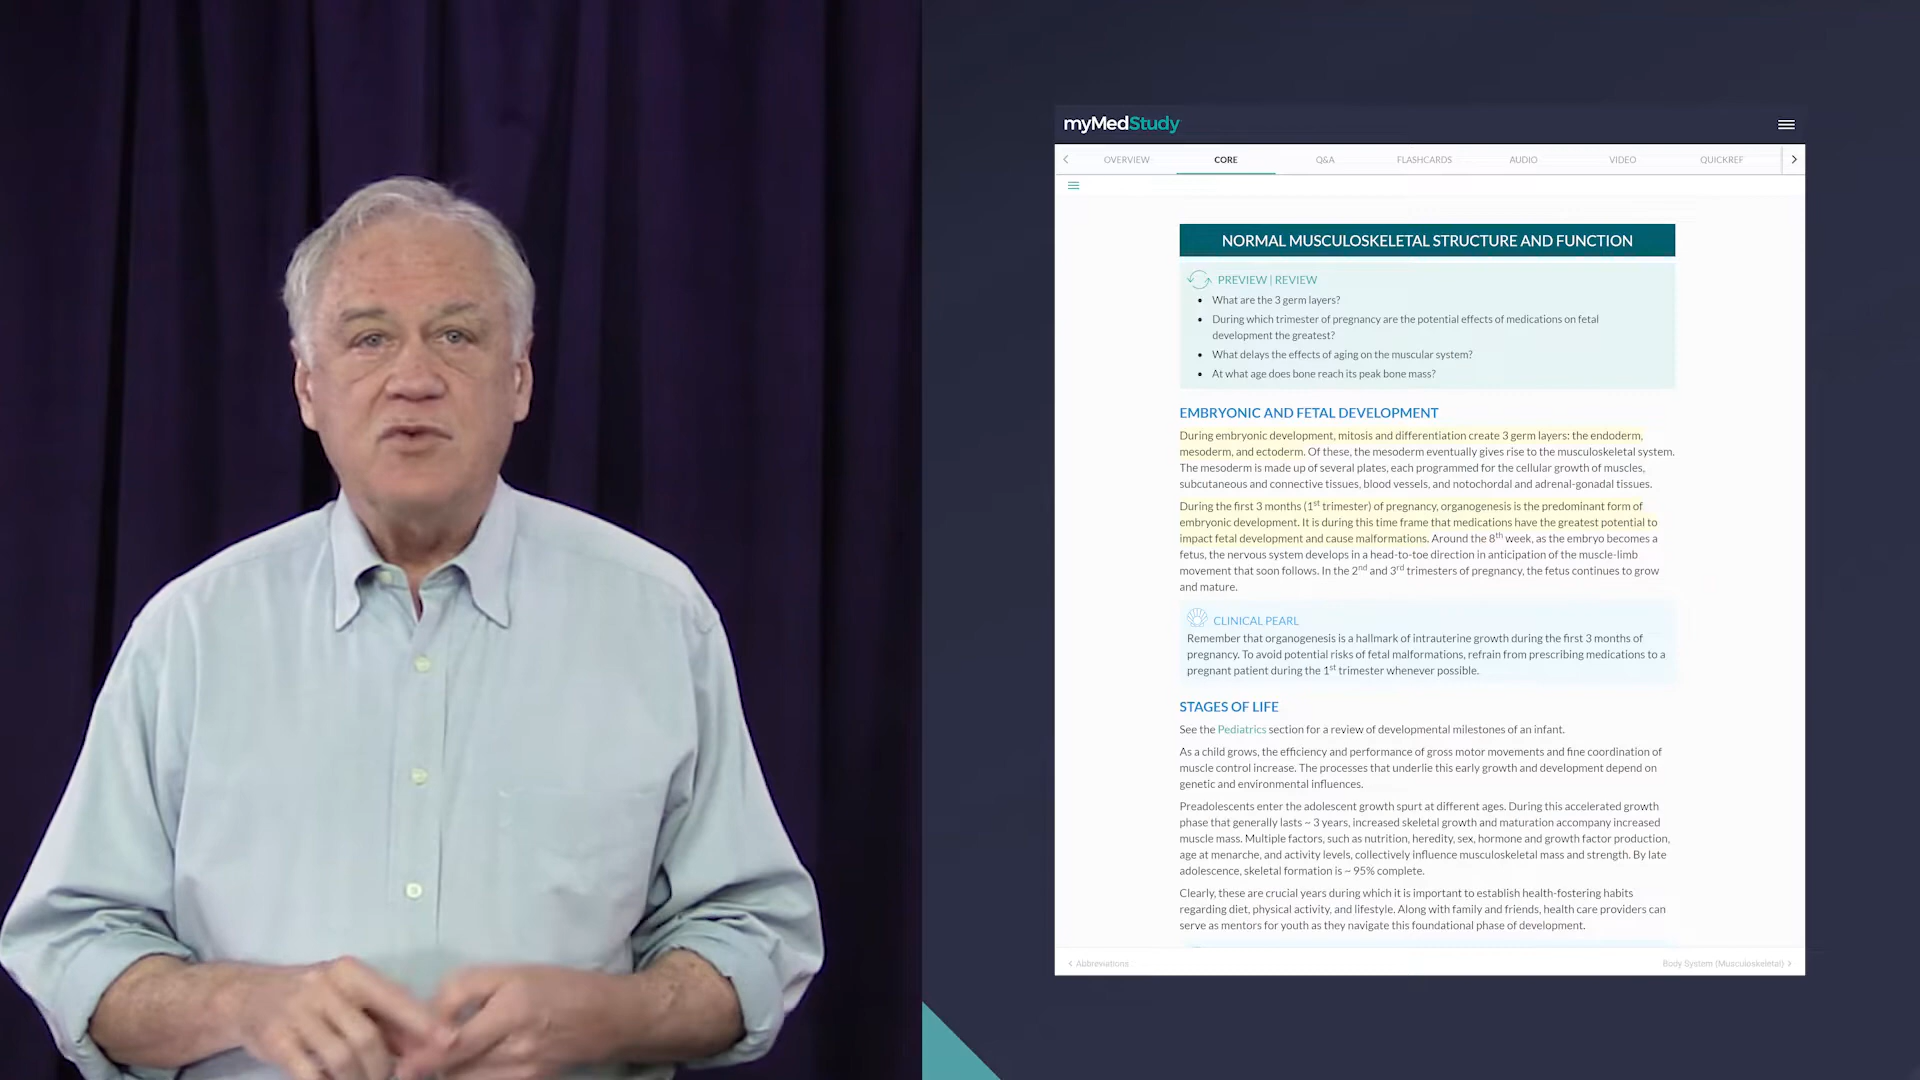 myMedStudy
OVERVIEW
CORE
Q&A
FLASHCARDS
AUDIO
VIDEO
QUICKREF
NORMAL MUSCULOSKELETAL STRUCTURE AND FUNCTION
PREVIEW | REVIEW
• What are the 3 germ layers?
• During which trimester of pregnancy are the potential effects of medications on fetal
development the greatest?
• What delays the effects of aging on the muscular system?
• At what age does bone reach its peak bone mass?
EMBRYONIC AND FETAL DEVELOPMENT
During embryonic development, mitosis and differentiation create 3 germ layers: the endoderm,
mesoderm, and ectoderm. Of these, the mesoderm eventually gives rise to the musculoskeletal system.
The mesoderm is made up of several plates, each programmed for the cellular growth of muscles,
subcutaneous and connective tissues, blood vessels, and notochordal and adrenal-gonadal tissues.
During the first 3 months (1st trimester) of pregnancy, organogenesis is the predominant form of
embryonic development. It is during this time frame that medications have the greatest potential to
impact fetal development and cause malformations. Around the 8th week, as the embryo becomes a
fetus, the nervous system develops in a head-to-toe direction in anticipation of the muscle-limb
movement that soon follows. In the 2nd and 3rd trimesters of pregnancy, the fetus continues to grow
and mature.
CLINICAL PEARL
Remember that organogenesis is a hallmark of intrauterine growth during the first 3 months of
pregnancy. To avoid potential risks of fetal malformations, refrain from prescribing medications to a
pregnant patient during the 1st trimester whenever possible.
STAGES OF LIFE
See the Pediatrics section for a review of developmental milestones of an infant.
As a child grows, the efficiency and performance of gross motor movements and fine coordination of
muscle control increase. The processes that underlie this early growth and development depend on
genetic and environmental influences.
Preadolescents enter the adolescent growth spurt at different ages. During this accelerated growth
phase that generally lasts ~ 3 years, increased skeletal growth and maturation accompany increased
muscle mass. Multiple factors, such as nutrition, heredity, sex, hormone and growth factor production,
age at menarche, and activity levels, collectively influence musculoskeletal mass and strength. By late
adolescence, skeletal formation is ~ 95% complete.
Clearly, these are crucial years during which it is important to establish health-fostering habits
regarding diet, physical activity, and lifestyle. Along with family and friends, health care providers can
serve as mentors for youth as they navigate this foundational phase of development.
Abbreviations
Body System (Musculoskeletal)